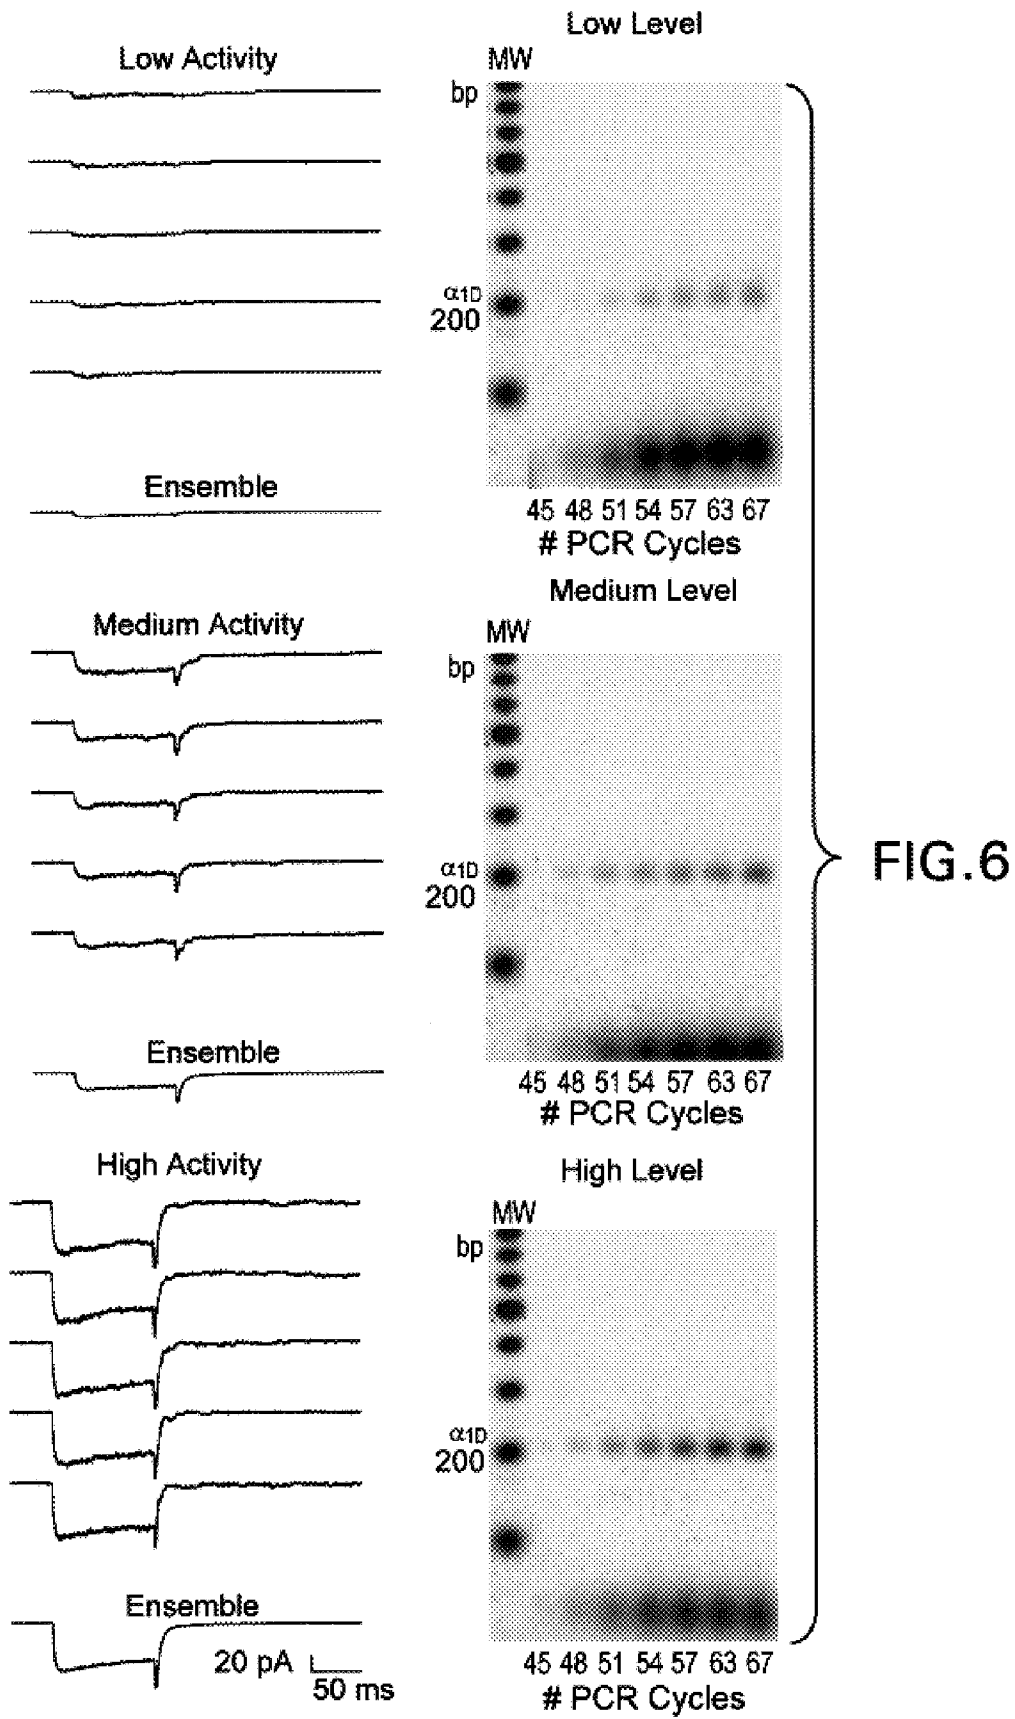 Low Activity
Ensemble
Low Level
MW
bp
α1D
200
45 48 51 54 57 63 67
# PCR Cycles
Medium Activity
Ensemble
Medium Level
MW
bp
α1D
200
45 48 51 54 57 63 67
# PCR Cycles
High Activity
Ensemble
20 pA
50 ms
High Level
MW
bp
α1D
200
45 48 51 54 57 63 67
# PCR Cycles
FIG.6